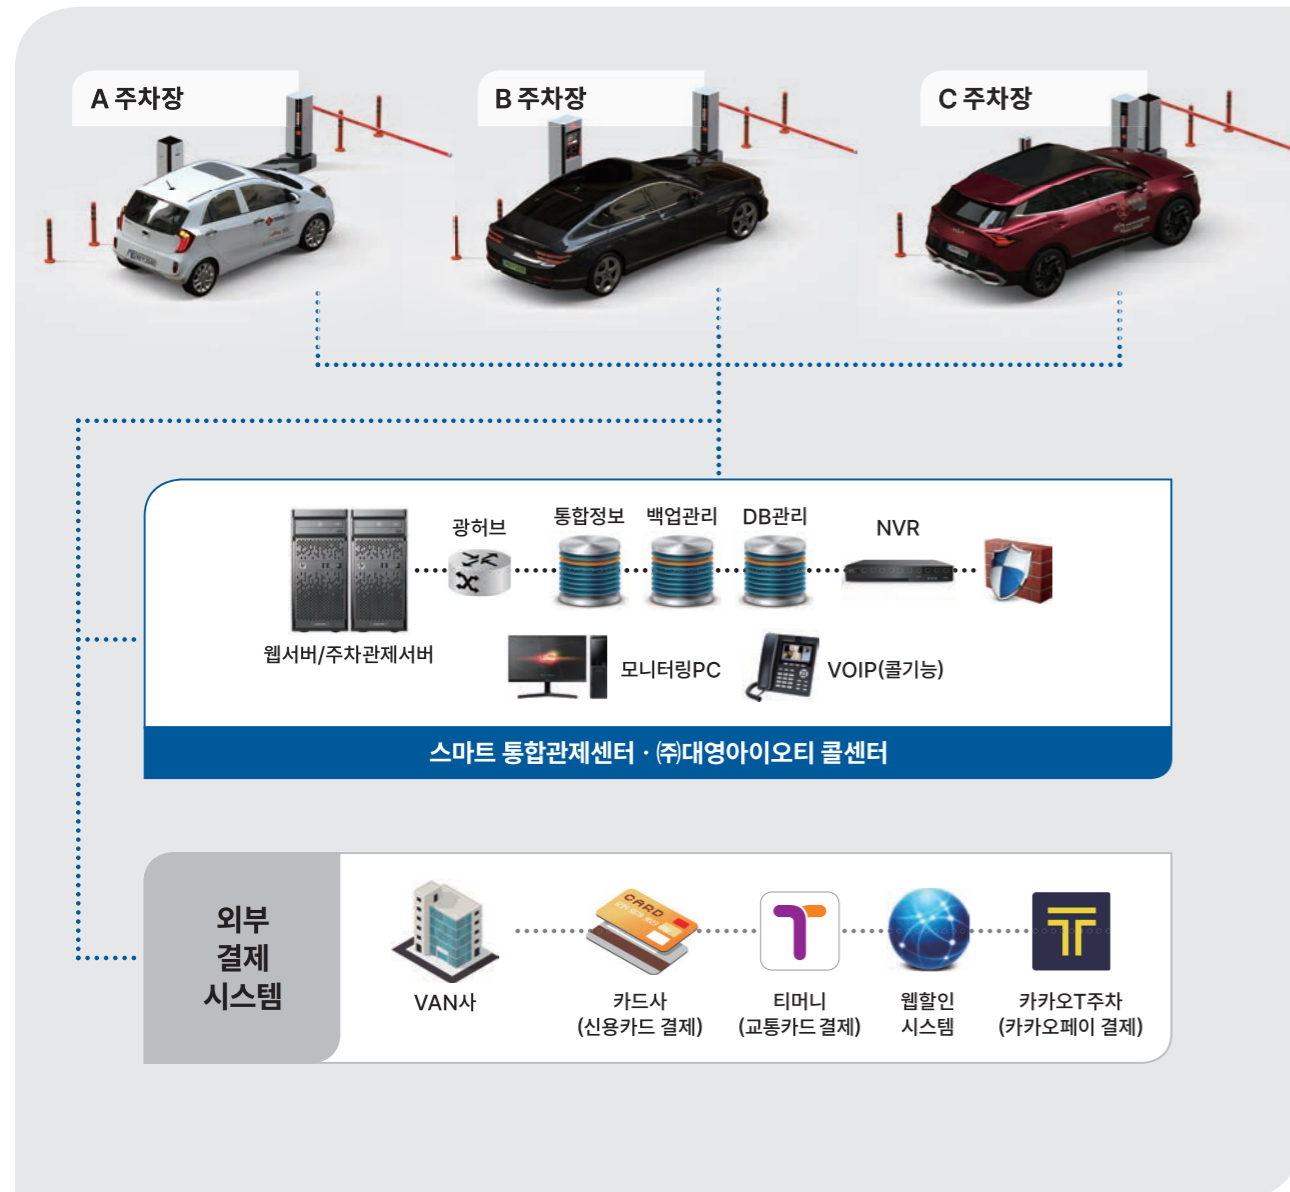 A 주차장
B 주차장
C 주차장
광허브
통합정보
백업관리
DB관리
NVR
웹서버/주차관제서버
모니터링PC
VOIP(콜기능)
스마트 통합관제센터 · ㈜대영아이오티 콜센터
외부
결제
시스템
CARD
VAN사
카드사
(신용카드 결제)
티머니
(교통카드 결제)
웹할인
시스템
카카오T주차
(카카오페이 결제)